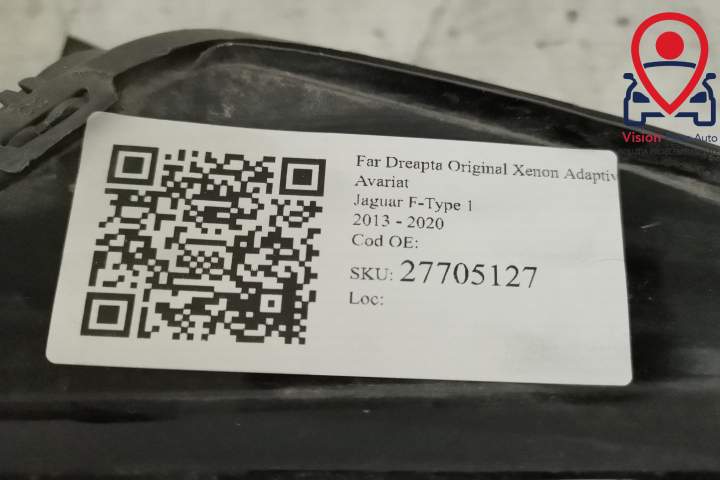 Far Dreapta Original Xenon Adaptiv
Avariat
Jaguar F-Type 1
2013 - 2020
Cod OE:
SKU: 27705127
Loc:
Vision
Auto